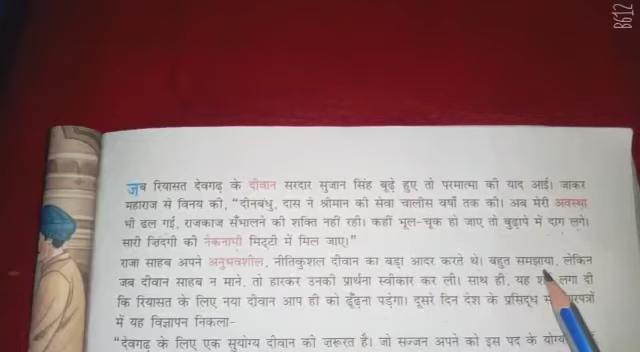 B612
जब रियासत देवगढ़ के दीवान सरदार सुजान सिंह बूढ़े हुए तो परमात्मा की याद आई। जाकर
महाराज से विनय की, “दीनबंधु, दास ने श्रीमान की सेवा चालीस वर्षों तक की। अब मेरी अवस्था
भी ढल गई, राजकाज सँभालने की शक्ति नहीं रही। कहीं भूल-चूक हो जाए तो बुढ़ापे में दाग लगे।
सारी ज़िंदगी की नेकनामी मिट्टी में मिल जाए।”
राजा साहब अपने अनुभवशील, नीतिकुशल दीवान का बड़ा आदर करते थे। बहुत समझाया, लेकिन
जब दीवान साहब न माने, तो हारकर उनकी प्रार्थना स्वीकार कर ली। साथ ही, यह लगा दी
कि रियासत के लिए नया दीवान आप ही को ढूँढ़ना पड़ेगा। दूसरे दिन देश के प्रसिद्ध
में यह विज्ञापन निकला–
“देवगढ़ के लिए एक सुयोग्य दीवान की ज़रूरत है। जो सज्जन अपने को इस पद के